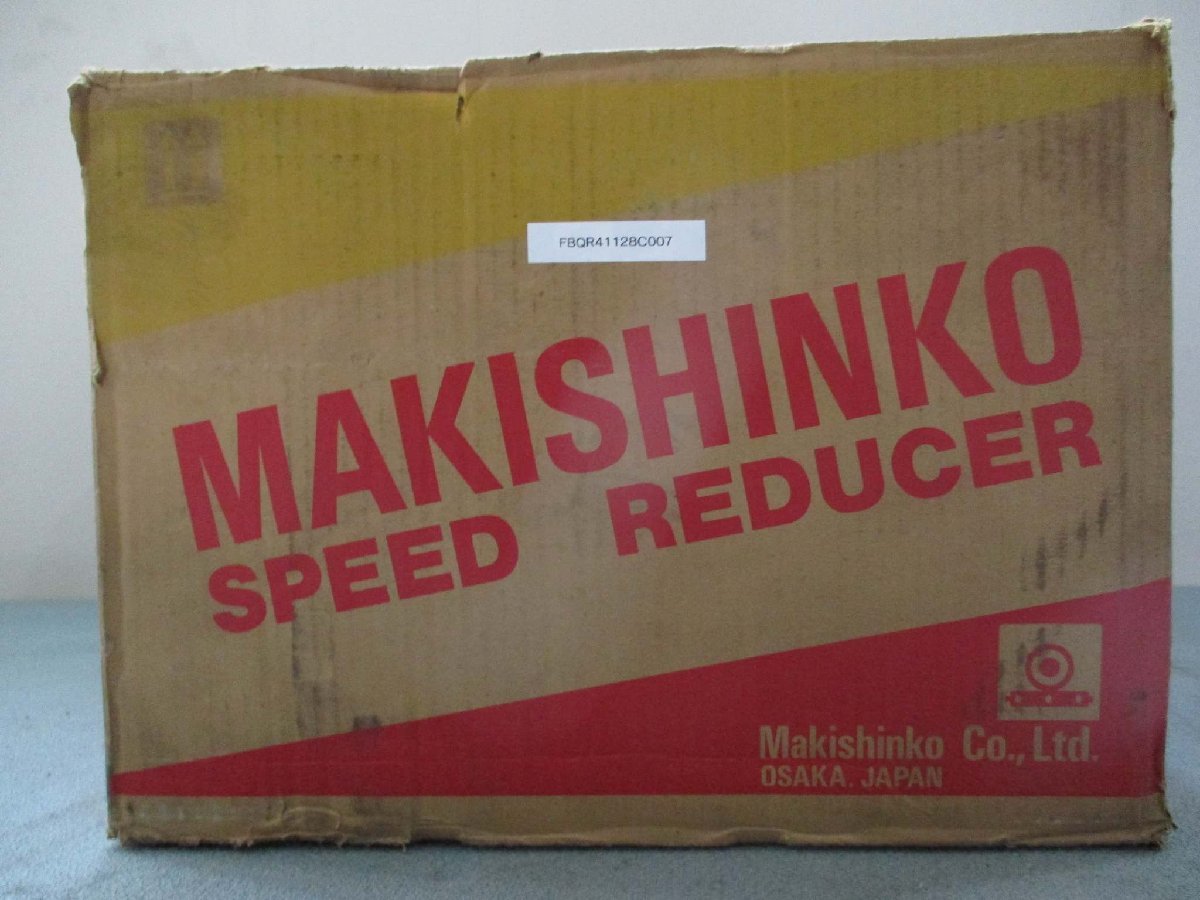 FBQR41128C007
MAKISHINKO
SPEED REDUCER
Makishinko Co., Ltd.
OSAKA. JAPAN